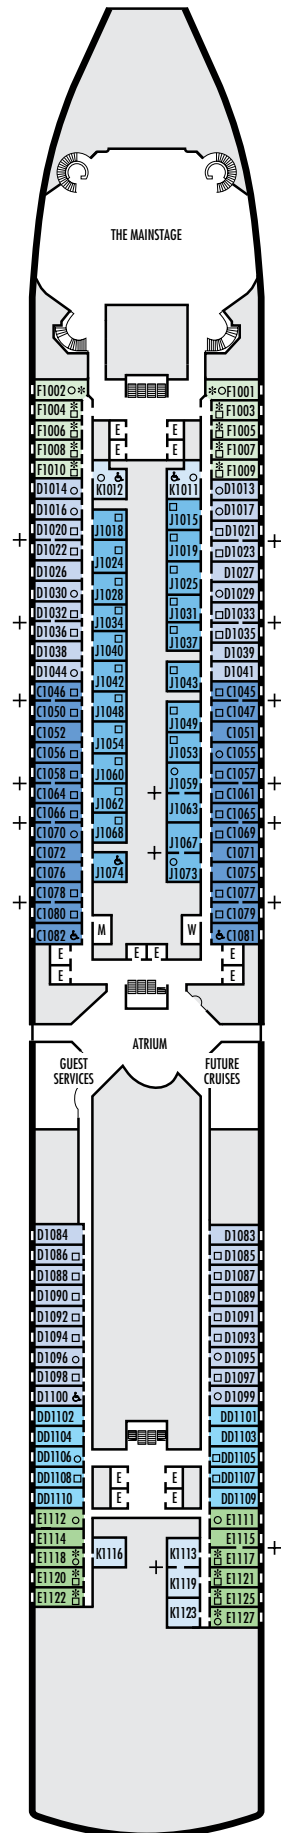 THE MAINSTAGE
F1002
F1001
F1004
F1003
F1006
E
E
F1005
F1008
E
E
F1007
F1010
F1009
K1012
K1011
D1014
D1013
D1016
J1015
D1017
D1020
J1018
D1021
D1022
J1019
D1023
D1026
J1024
D1027
D1030
J1025
D1029
D1032
J1028
D1033
D1036
J1034
J1031
D1035
D1038
J1040
J1037
D1039
D1044
J1042
J1043
D1041
C1046
C1045
C1050
J1048
J1049
C1047
C1052
J1054
C1051
C1056
J1053
C1055
C1058
J1060
J1059
C1057
C1064
J1062
J1063
C1061
C1066
C1065
C1070
J1068
J1067
C1069
C1072
C1071
C1076
J1074
J1073
C1075
C1078
C1077
C1080
C1079
C1082
M
W
C1081
E
E
E
E
E
E
ATRIUM
GUEST
SERVICES
FUTURE
CRUISES
D1084
D1083
D1086
D1085
D1088
D1087
D1090
D1089
D1092
D1091
D1094
D1093
D1096
D1095
D1098
D1097
D1100
D1099
DD1102
DD1101
DD1104
DD1103
DD1106
DD1105
DD1108
E
E
DD1107
DD1110
E
E
DD1109
E1112
E1111
E1114
E1115
E1118
K1116
K1113
E1117
E1120
K1119
E1121
E1122
E1125
K1123
E1127